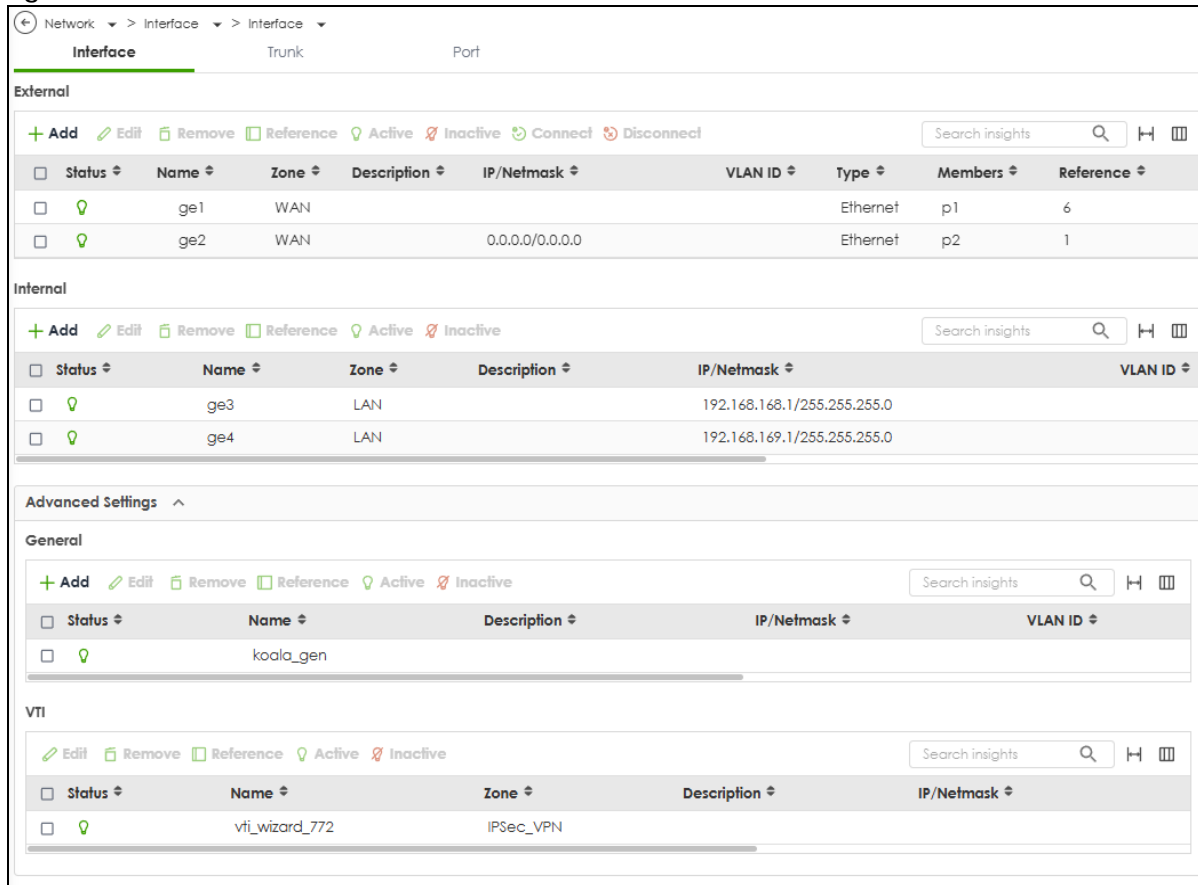 Network > Interface > Interface
Interface Trunk Port
External
Add Edit Remove Reference Active Inactive Connect Disconnect Search insights
Status Name Zone Description IP/Netmask VLAN ID Type Members Reference
ge1 WAN Ethernet p1 6
ge2 WAN 0.0.0.0/0.0.0.0 Ethernet p2 1
Internal
Add Edit Remove Reference Active Inactive Search insights
Status Name Zone Description IP/Netmask VLAN ID
ge3 LAN 192.168.168.1/255.255.255.0
ge4 LAN 192.168.169.1/255.255.255.0
Advanced Settings
General
Add Edit Remove Reference Active Inactive Search insights
Status Name Description IP/Netmask VLAN ID
koala_gen
VTI
Edit Remove Reference Active Inactive Search insights
Status Name Zone Description IP/Netmask
vti_wizard_772 IPSec_VPN